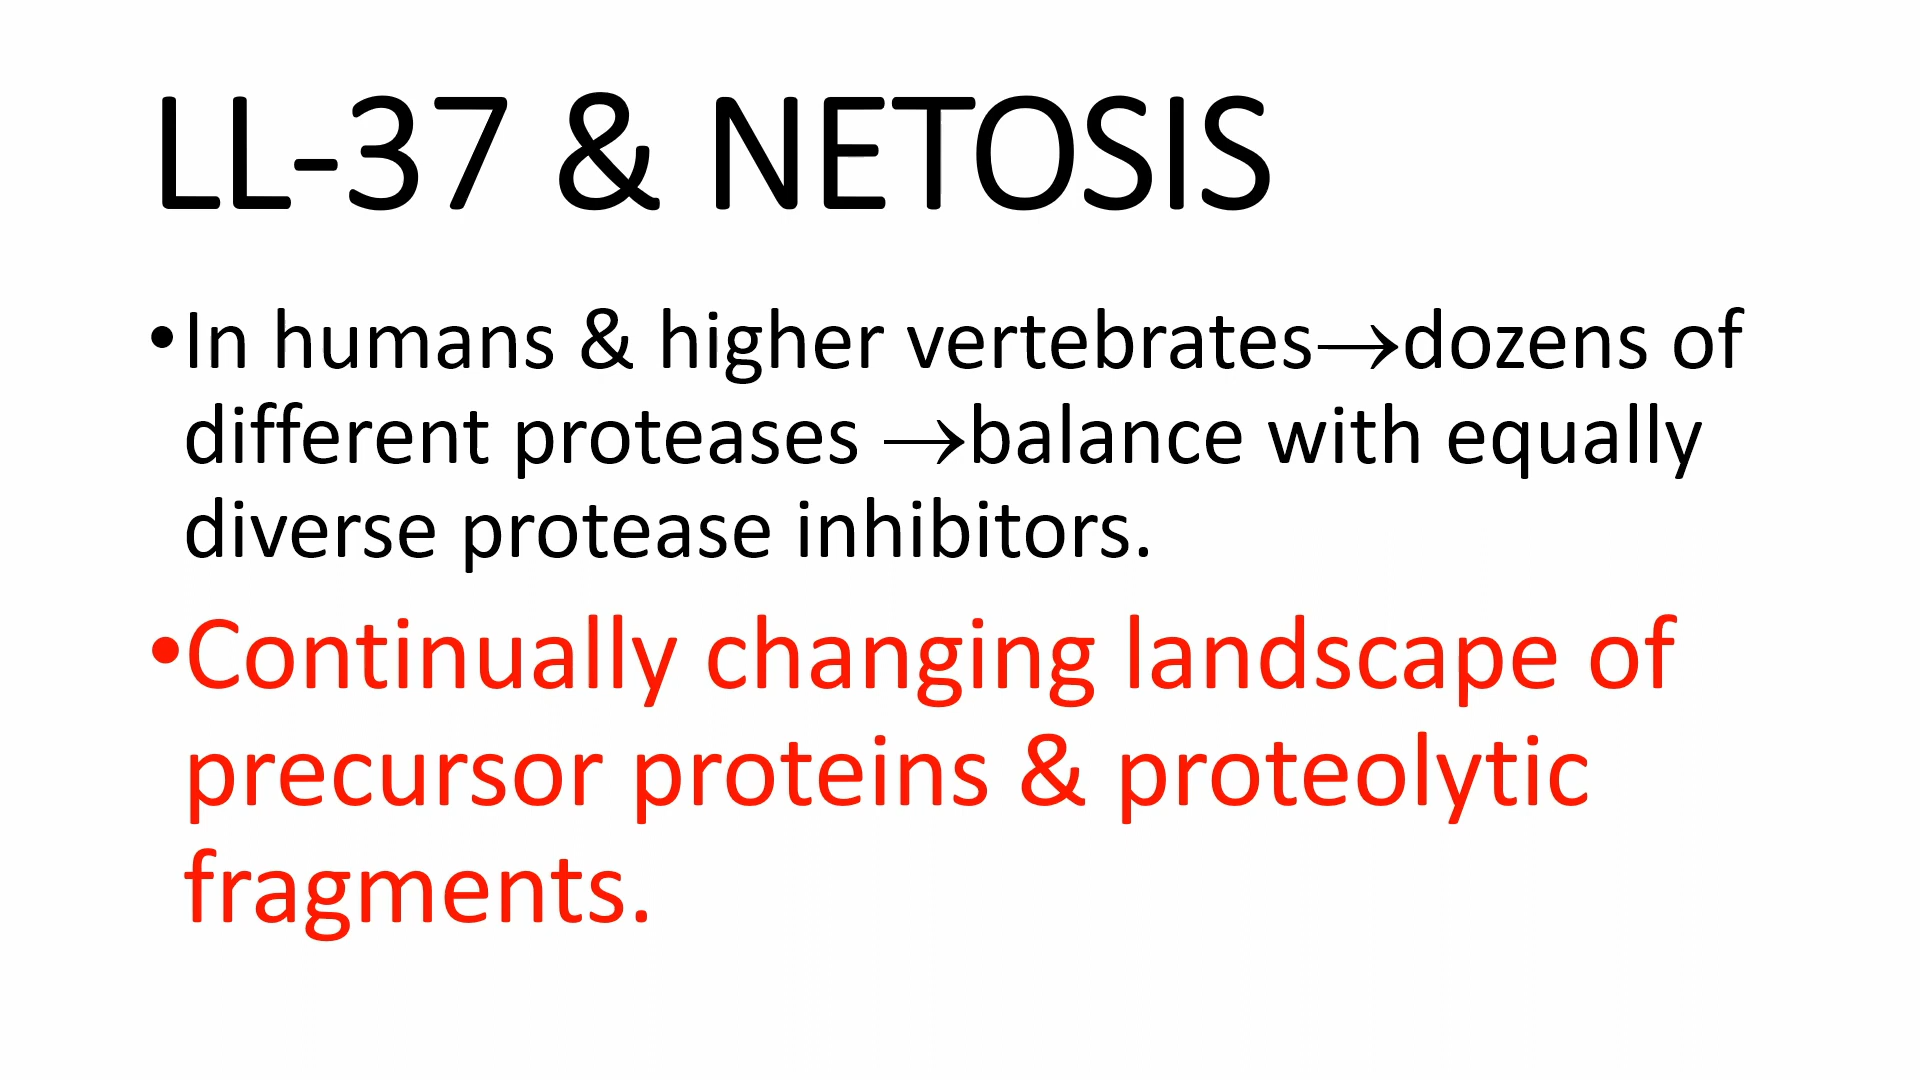 LL-37 & NETOSIS
•In humans & higher vertebrates→dozens of
different proteases →balance with equally
diverse protease inhibitors.
•Continually changing landscape of
precursor proteins & proteolytic
fragments.